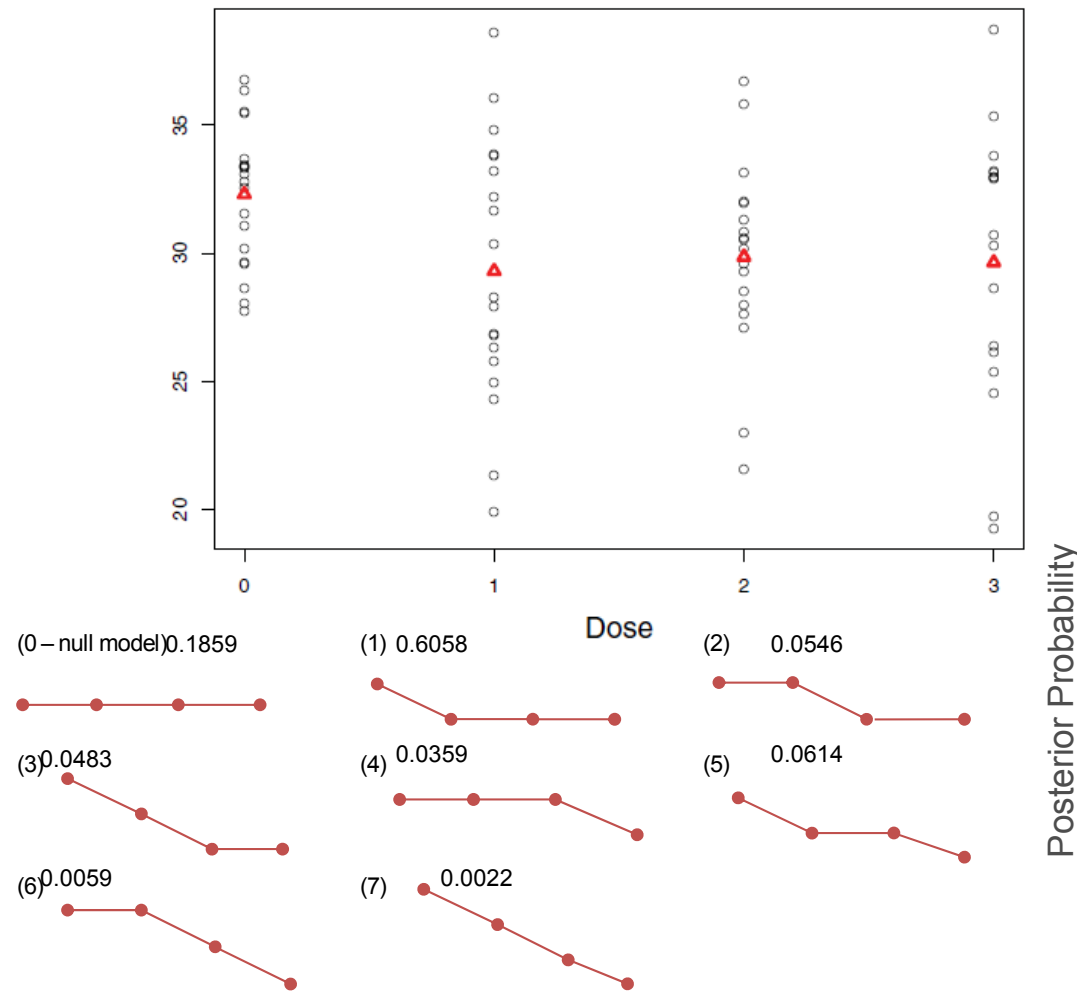 35
30
25
20
0 1 2 3
Dose
Posterior Probability
(0 – null model) 0.1859
(1) 0.6058
(2) 0.0546
(3) 0.0483
(4) 0.0359
(5) 0.0614
(6) 0.0059
(7) 0.0022